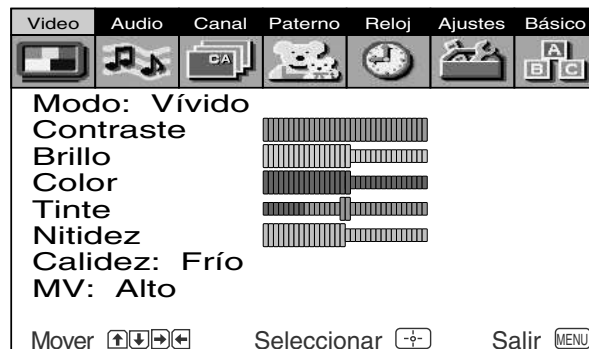 Video Audio Canal Paterno Reloj Ajustes Básico
CA A B C
Modo: Vívido
Contraste
Brillo
Color
Tinte
Nitidez
Calidez: Frío
MV: Alto
Mover Seleccionar Salir MENU